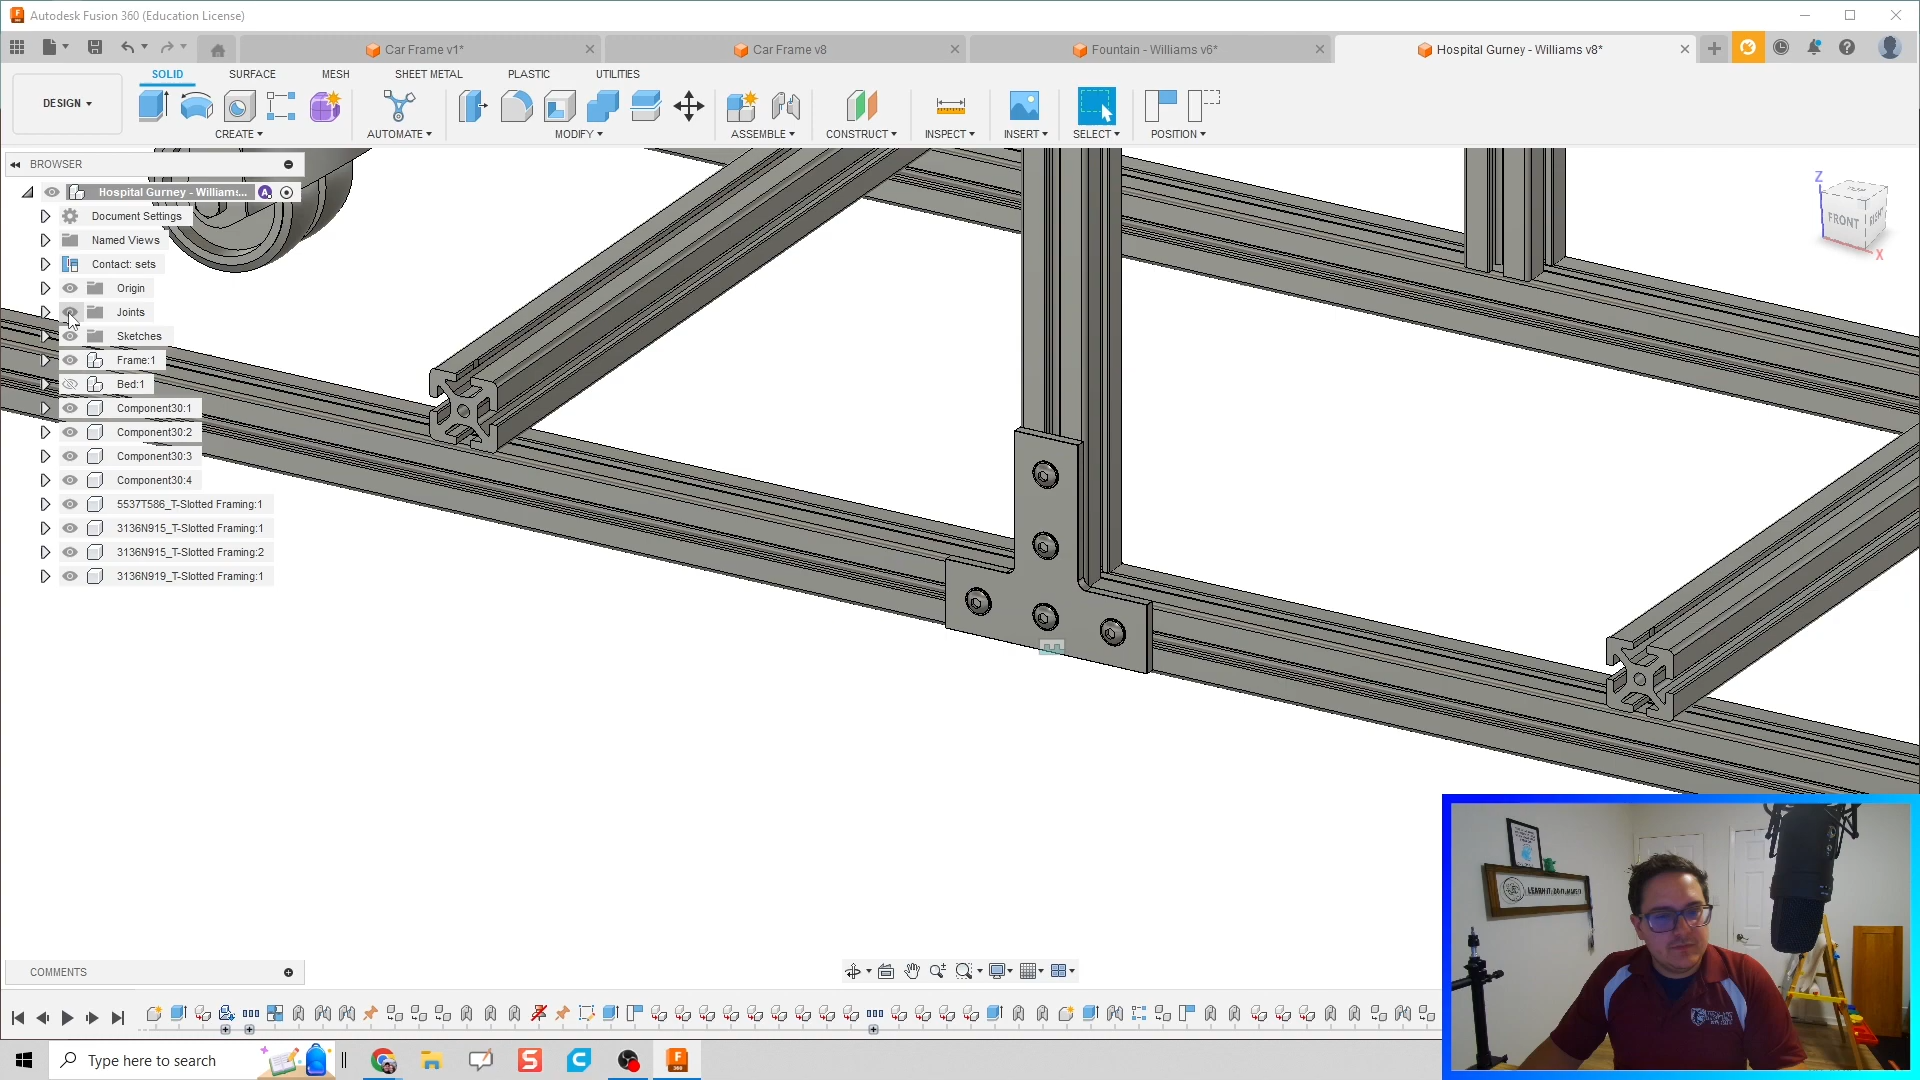 Autodesk Fusion 360 (Education License)
Car Frame v1*
Car Frame v8
Fountain - Williams v6*
Hospital Gurney - Williams v8*
DESIGN
SOLID
SURFACE
MESH
SHEET METAL
PLASTIC
UTILITIES
CREATE
AUTOMATE
MODIFY
ASSEMBLE
CONSTRUCT
INSPECT
INSERT
SELECT
POSITION
BROWSER
Hospital Gurney - Williams...
A
Document Settings
Named Views
Contact: sets
Origin
Joints
Sketches
Frame:1
Bed:1
Component30:1
Component30:2
Component30:3
Component30:4
5537T586_T-Slotted Framing:1
3136N915_T-Slotted Framing:1
3136N915_T-Slotted Framing:2
3136N919_T-Slotted Framing:1
Z
TOP
FRONT
RIGHT
X
COMMENTS
Type here to search